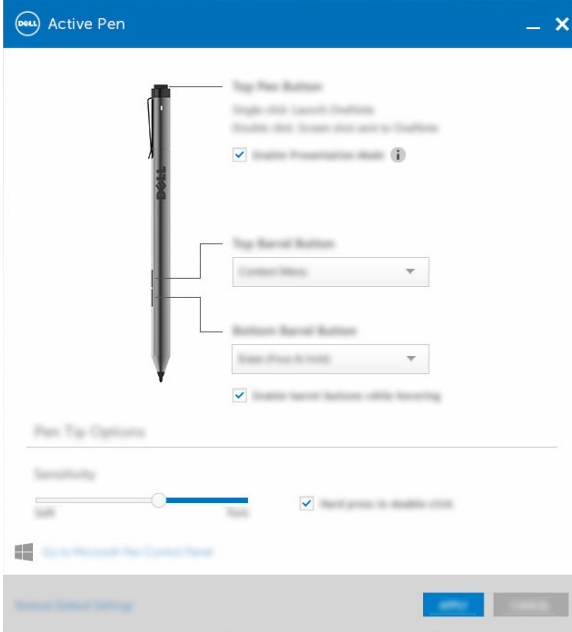 DELL Active Pen
Top Pen Button
Single click: Launch OneNote
Double click: Screen shot sent to OneNote
Enable Presentation Mode
DELL
Top Barrel Button
Context Menu
Bottom Barrel Button
Erase (Press & Hold)
Enable barrel buttons while hovering
Pen Tip Options
Sensitivity
Soft Firm
Hard press to double-click
Go to Microsoft Pen Control Panel
Restore Default Settings
APPLY CANCEL